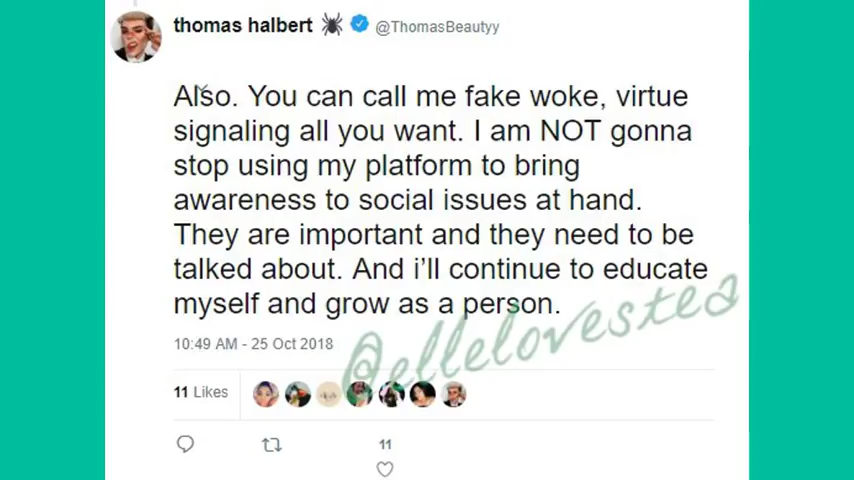 thomas halbert @ThomasBeautyy
Also. You can call me fake woke, virtue
signaling all you want. I am NOT gonna
stop using my platform to bring
awareness to social issues at hand.
They are important and they need to be
talked about. And i'll continue to educate
myself and grow as a person.
@ellelovestea
10:49 AM - 25 Oct 2018
11 Likes
11